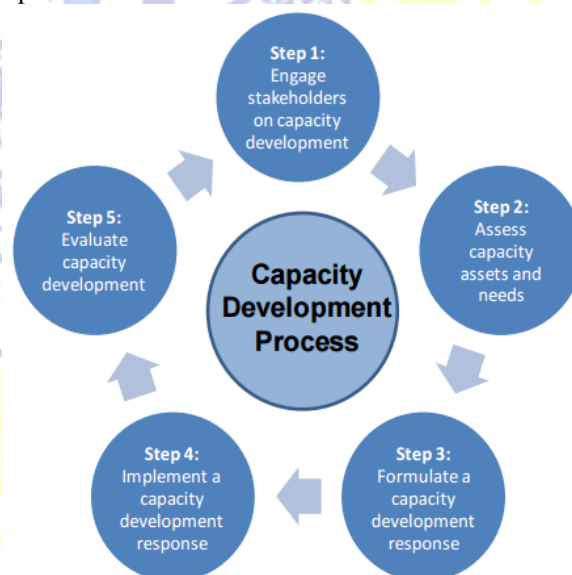 Step 1:
Engage
stakeholders
on capacity
development
Step 2:
Assess
capacity
assets and
needs
Step 3:
Formulate a
capacity
development
response
Step 4:
Implement a
capacity
development
response
Step 5:
Evaluate
capacity
development
Capacity
Development
Process